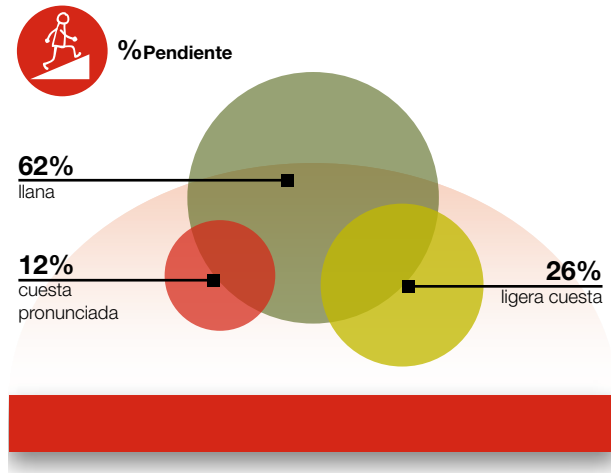 %Pendiente
62%
llana
12%
cuesta
pronunciada
26%
ligera cuesta